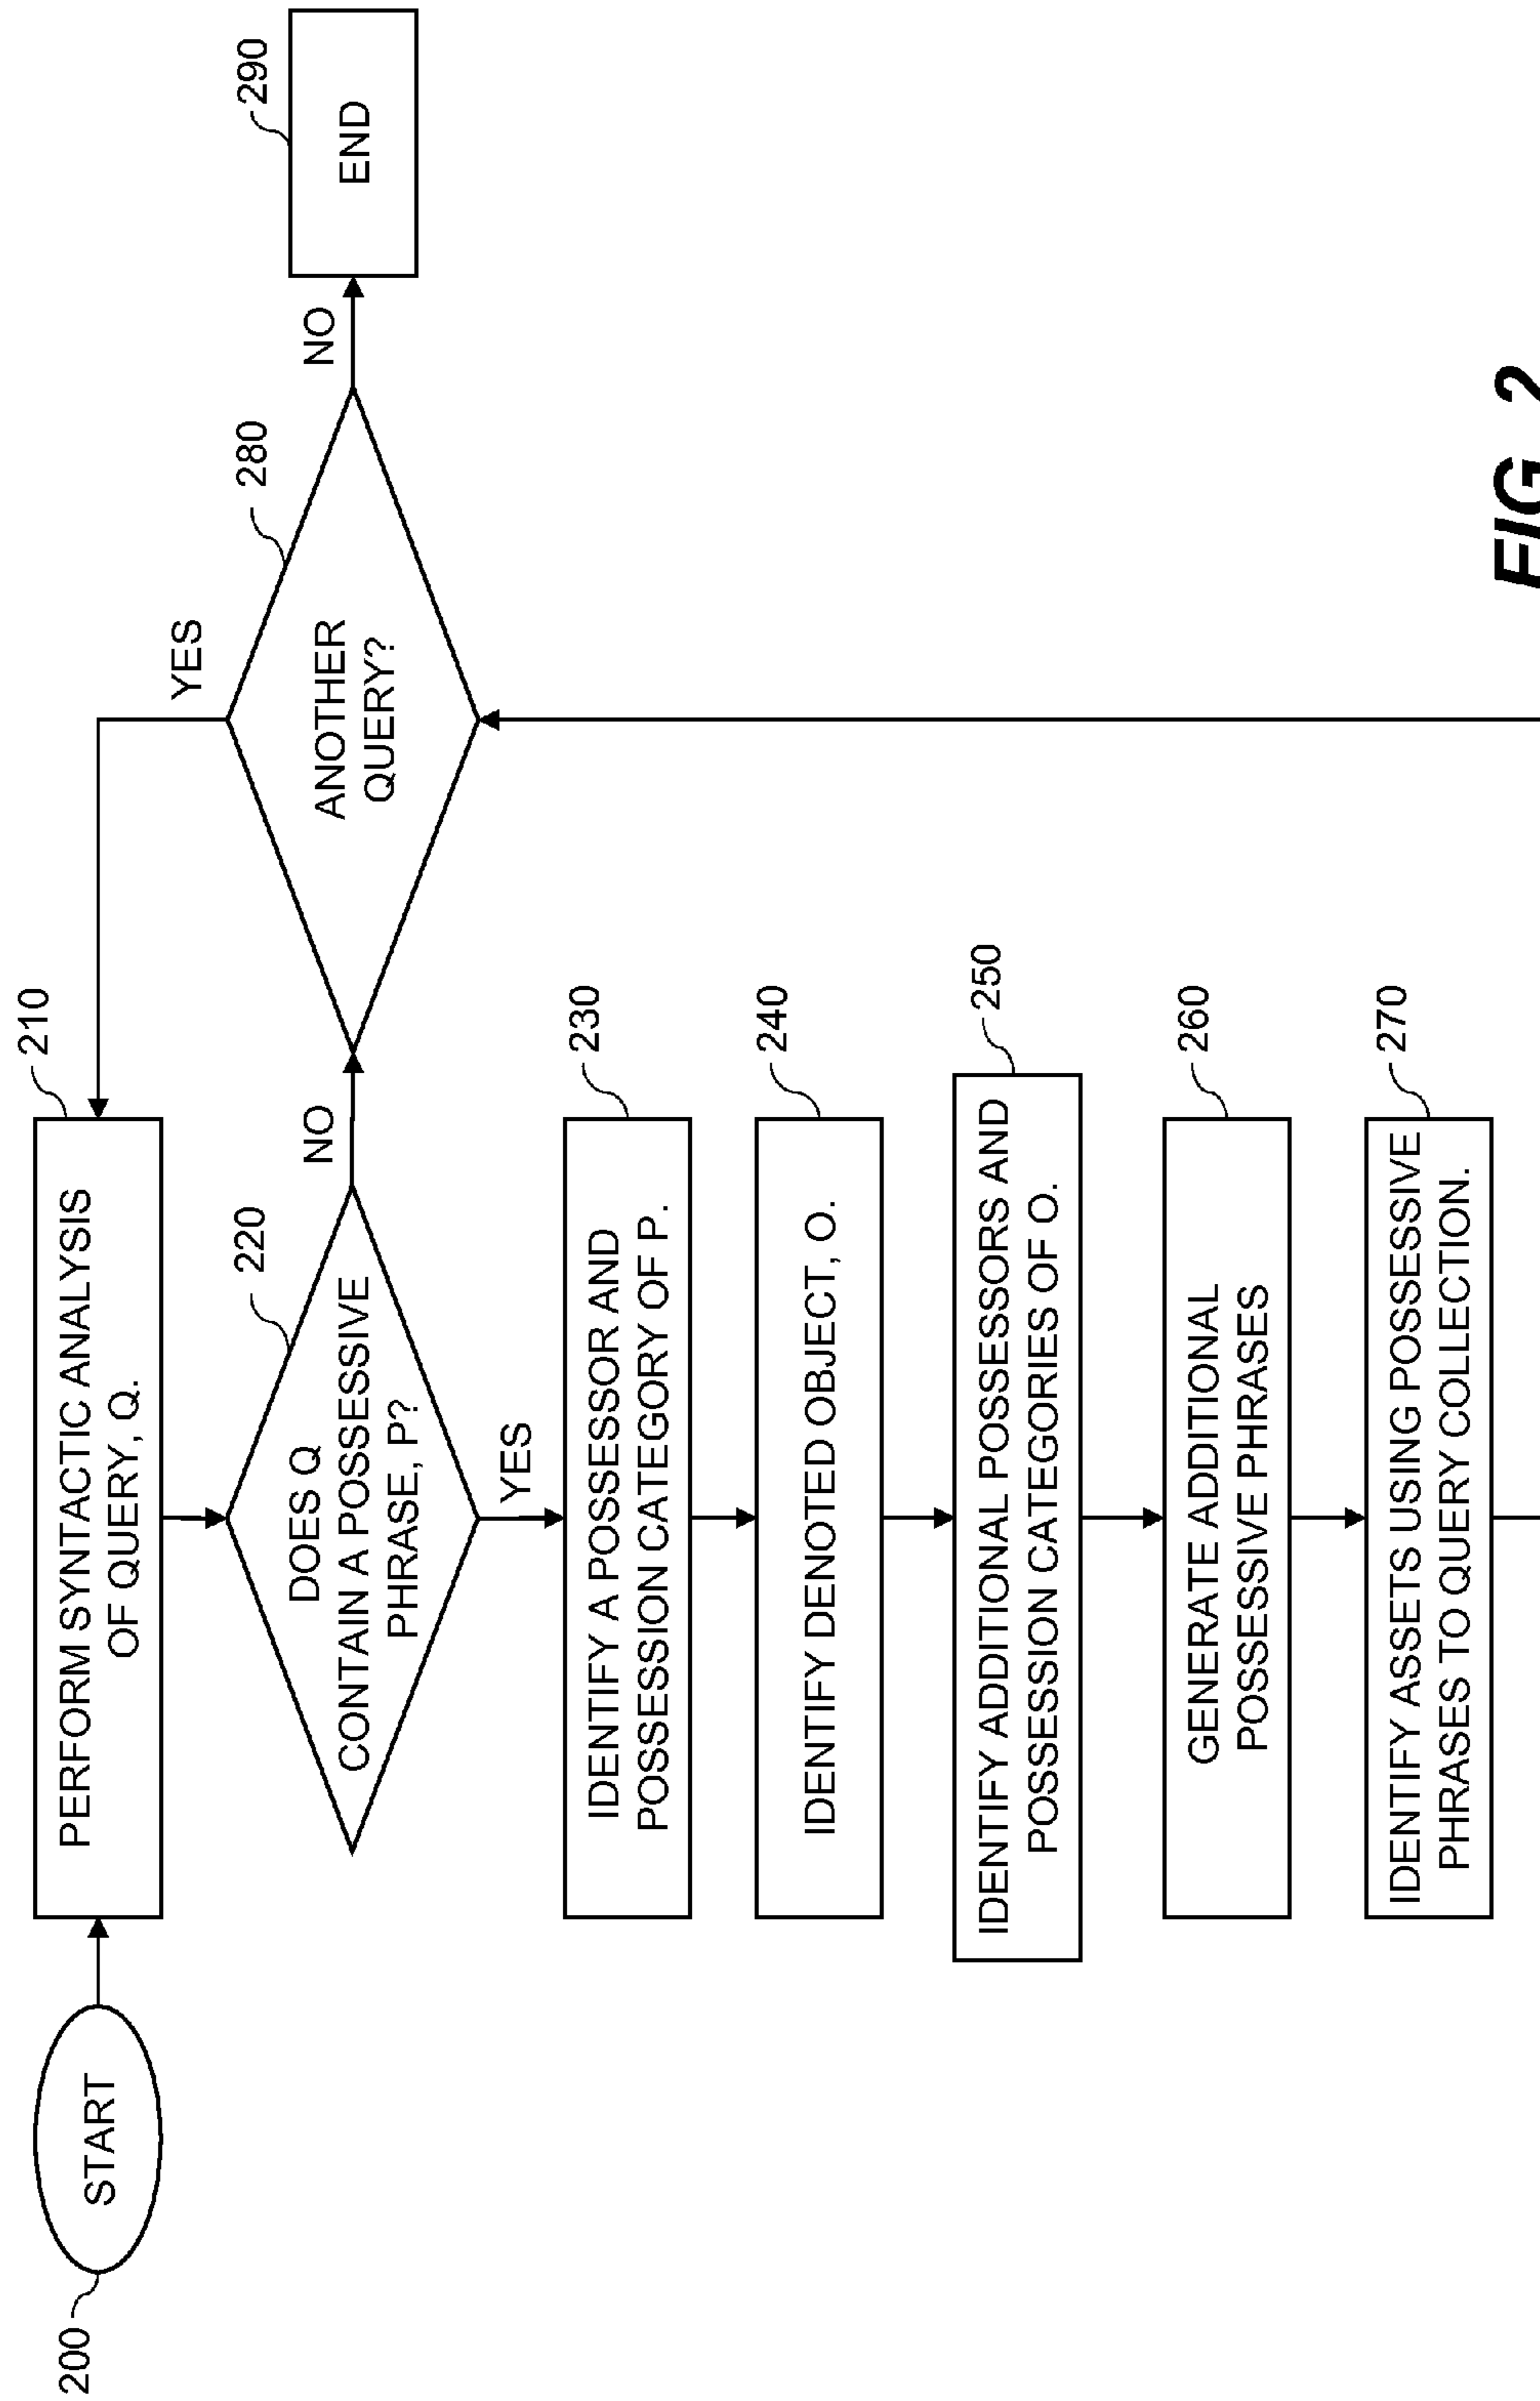 200
START
210
PERFORM SYNTACTIC ANALYSIS
OF QUERY, Q.
220
DOES Q
CONTAIN A POSSESSIVE
PHRASE, P?
NO
YES
280
ANOTHER
QUERY?
YES
NO
290
END
230
IDENTIFY A POSSESSOR AND
POSSESSION CATEGORY OF P.
240
IDENTIFY DENOTED OBJECT, O.
250
IDENTIFY ADDITIONAL POSSESSORS AND
POSSESSION CATEGORIES OF O.
260
GENERATE ADDITIONAL
POSSESSIVE PHRASES
270
IDENTIFY ASSETS USING POSSESSIVE
PHRASES TO QUERY COLLECTION.
FIG. 2